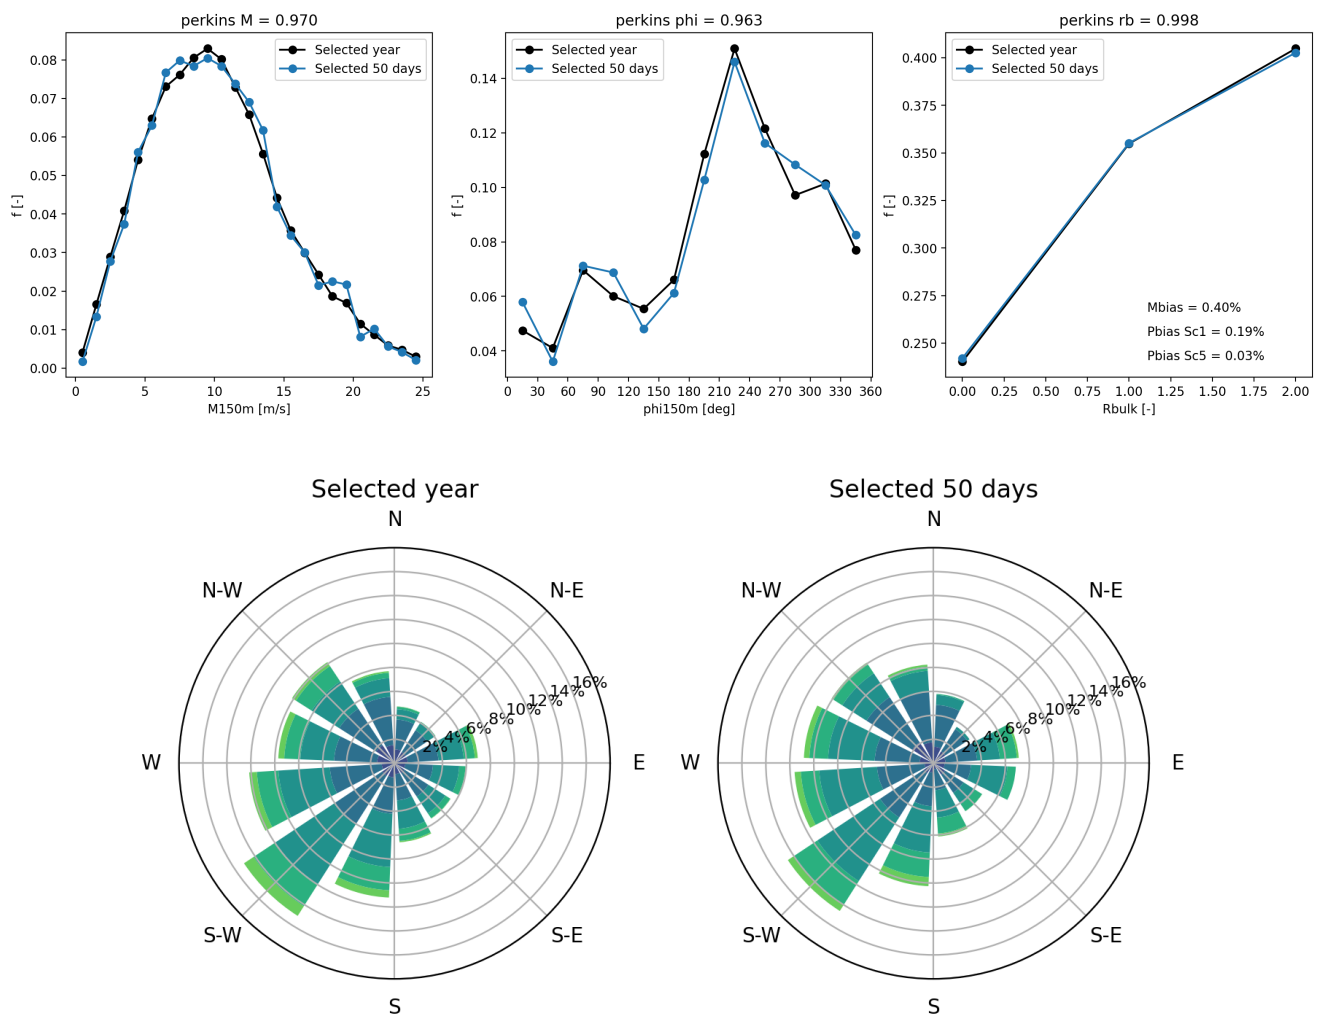 perkins M = 0.970
Selected year
Selected 50 days
0.08
0.07
0.06
0.05
0.04
0.03
0.02
0.01
0.00
f [-]
0
5
10
15
20
25
M150m [m/s]
perkins phi = 0.963
Selected year
Selected 50 days
0.14
0.12
0.10
0.08
0.06
0.04
f [-]
0
30
60
90
120
150
180
210
240
270
300
330
360
phi150m [deg]
perkins rb = 0.998
Selected year
Selected 50 days
0.400
0.375
0.350
0.325
0.300
0.275
0.250
f [-]
Mbias = 0.40%
Pbias Sc1 = 0.19%
Pbias Sc5 = 0.03%
0.00
0.25
0.50
0.75
1.00
1.25
1.50
1.75
2.00
Rbulk [-]
Selected year
N
N-W
N-E
W
E
S-W
S-E
S
2%
4%
6%
8%
10%
12%
14%
16%
Selected 50 days
N
N-W
N-E
W
E
S-W
S-E
S
2%
4%
6%
8%
10%
12%
14%
16%